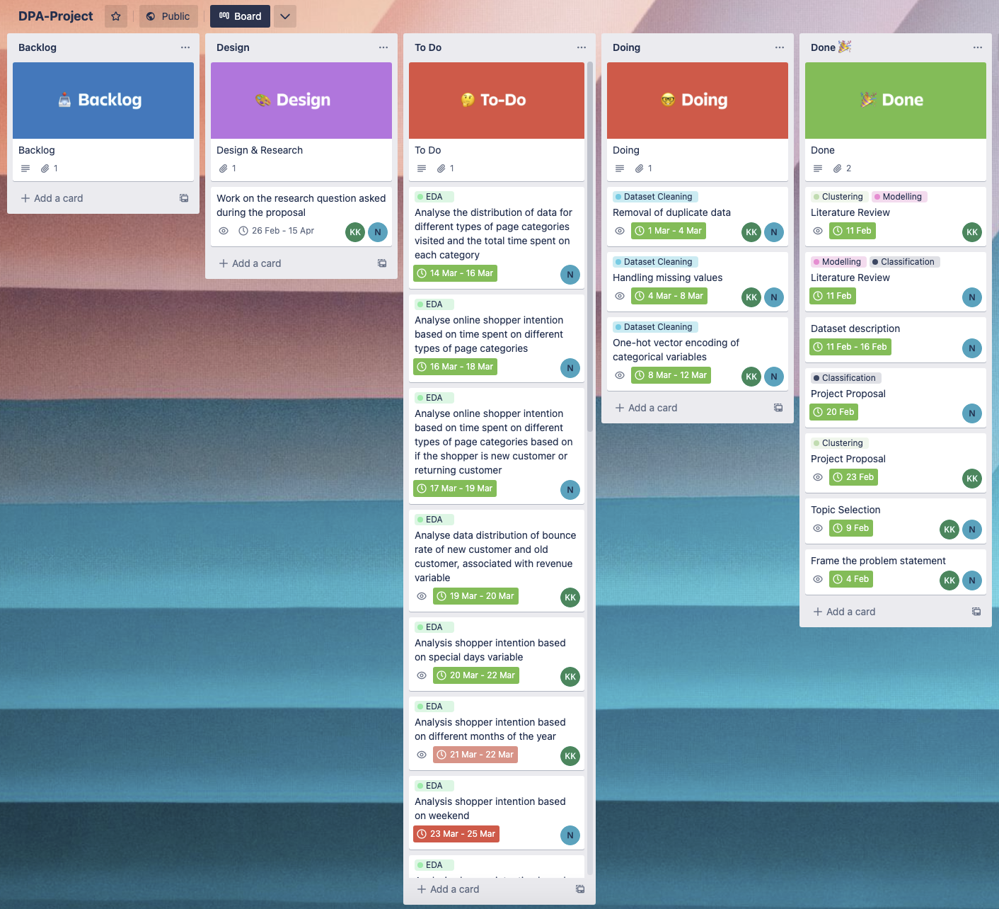 DPA-Project
Public
Board
Backlog
Backlog
Backlog
1
+ Add a card
Design
Design
Design & Research
1
Work on the research question asked
during the proposal
26 Feb - 15 Apr
KK
N
+ Add a card
To Do
To-Do
To Do
1
EDA
Analyse the distribution of data for
different types of page categories
visited and the total time spent on
each category
14 Mar - 16 Mar
N
EDA
Analyse online shopper intention
based on time spent on different
types of page categories
16 Mar - 18 Mar
N
EDA
Analyse online shopper intention
based on time spent on different
types of page categories based on
if the shopper is new customer or
returning customer
17 Mar - 19 Mar
N
EDA
Analyse data distribution of bounce
rate of new customer and old
customer, associated with revenue
variable
19 Mar - 20 Mar
KK
EDA
Analysis shopper intention based
on special days variable
20 Mar - 22 Mar
KK
EDA
Analysis shopper intention based
on different months of the year
21 Mar - 22 Mar
KK
EDA
Analysis shopper intention based
on weekend
23 Mar - 25 Mar
N
EDA
+ Add a card
Doing
Doing
Doing
1
Dataset Cleaning
Removal of duplicate data
1 Mar - 4 Mar
KK
N
Dataset Cleaning
Handling missing values
4 Mar - 8 Mar
KK
N
Dataset Cleaning
One-hot vector encoding of
categorical variables
8 Mar - 12 Mar
KK
N
+ Add a card
Done
Done
Done
2
Clustering Modelling
Literature Review
11 Feb
KK
Modelling Classification
Literature Review
11 Feb
N
Dataset description
11 Feb - 16 Feb
N
Classification
Project Proposal
20 Feb
N
Clustering
Project Proposal
23 Feb
KK
Topic Selection
9 Feb
KK
N
Frame the problem statement
4 Feb
KK
N
+ Add a card